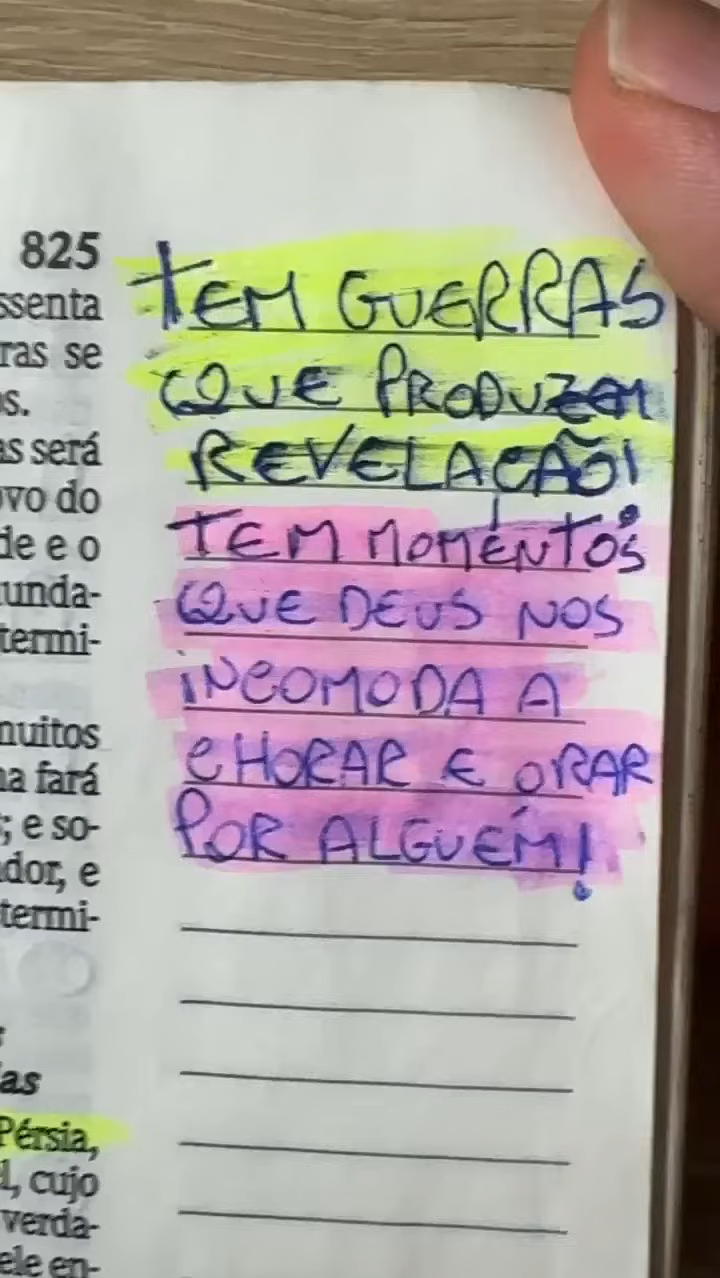 825
ssenta
ras se
os.
as será
ovo do
de e o
unda-
termi-
nuitos
na fará
; e so-
ador, e
termi-
as
Pérsia,
l, cujo
verda-
ele en-
TEM GUERRAS
QUE PRODUZEM
REVELAÇÃO!
TEM MOMENTOS
QUE DEUS NOS
INCOMODA A
CHORAR E ORAR
POR ALGUÉM!